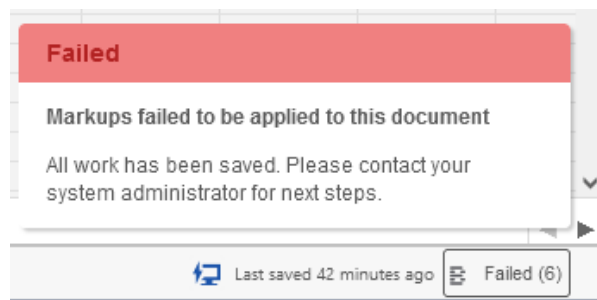 Failed
Markups failed to be applied to this document
All work has been saved. Please contact your
system administrator for next steps.
Last saved 42 minutes ago
Failed (6)